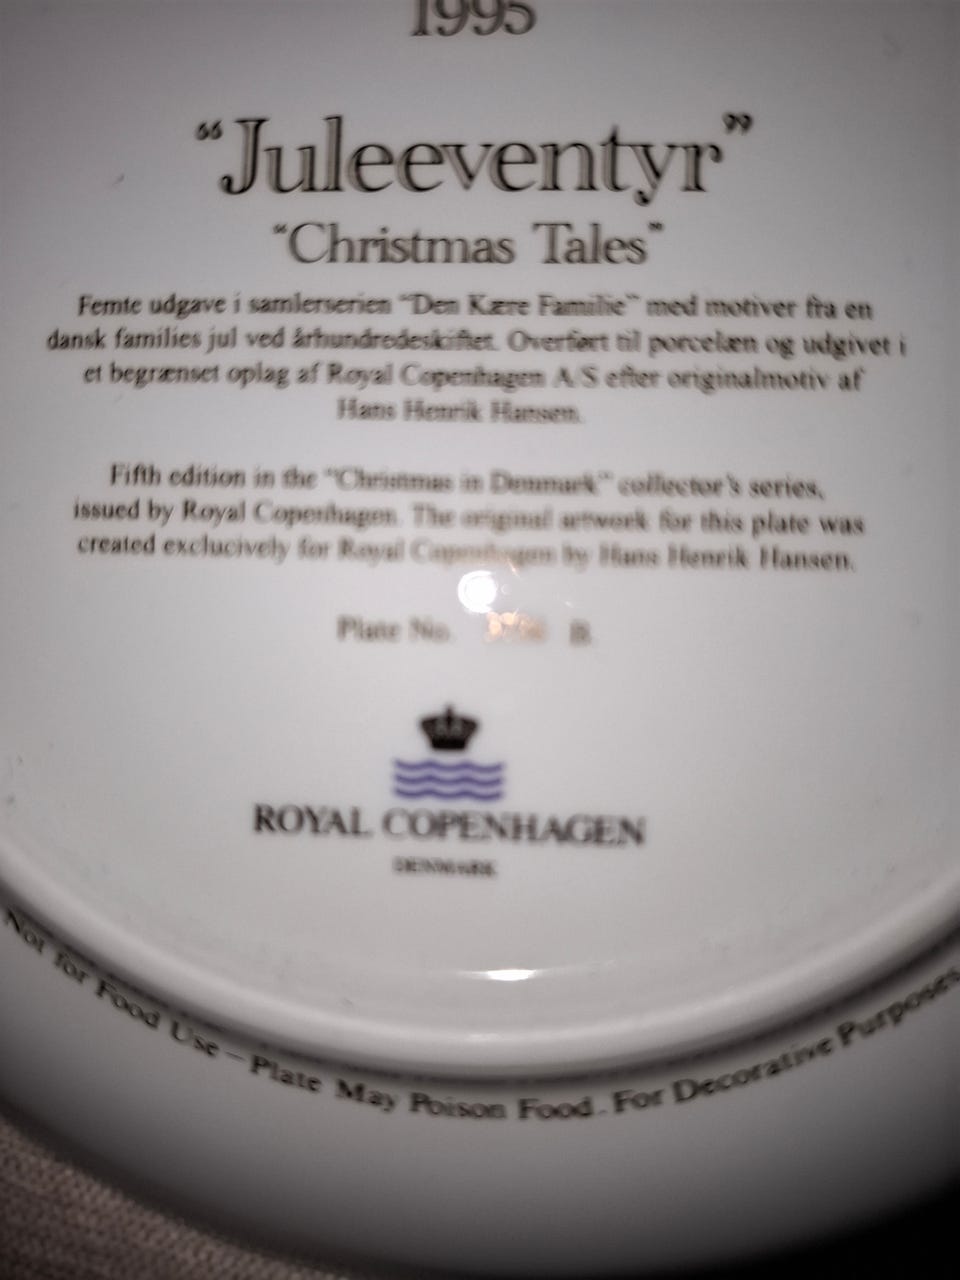 1995
"Juleeventyr"
"Christmas Tales"
Femte udgave i samlerserien "Den Kære Familie" med motiver fra en
dansk families jul ved århundredeskiftet. Overført til porcelæn og udgivet i
et begrænset oplag af Royal Copenhagen A/S efter originalmotiv af
Hans Henrik Hansen.
Fifth edition in the "Christmas in Denmark" collector's series,
issued by Royal Copenhagen. The original artwork for this plate was
created exclucively for Royal Copenhagen by Hans Henrik Hansen.
Plate No. B
ROYAL COPENHAGEN
DENMARK
Not for Food Use – Plate May Poison Food. For Decorative Purposes